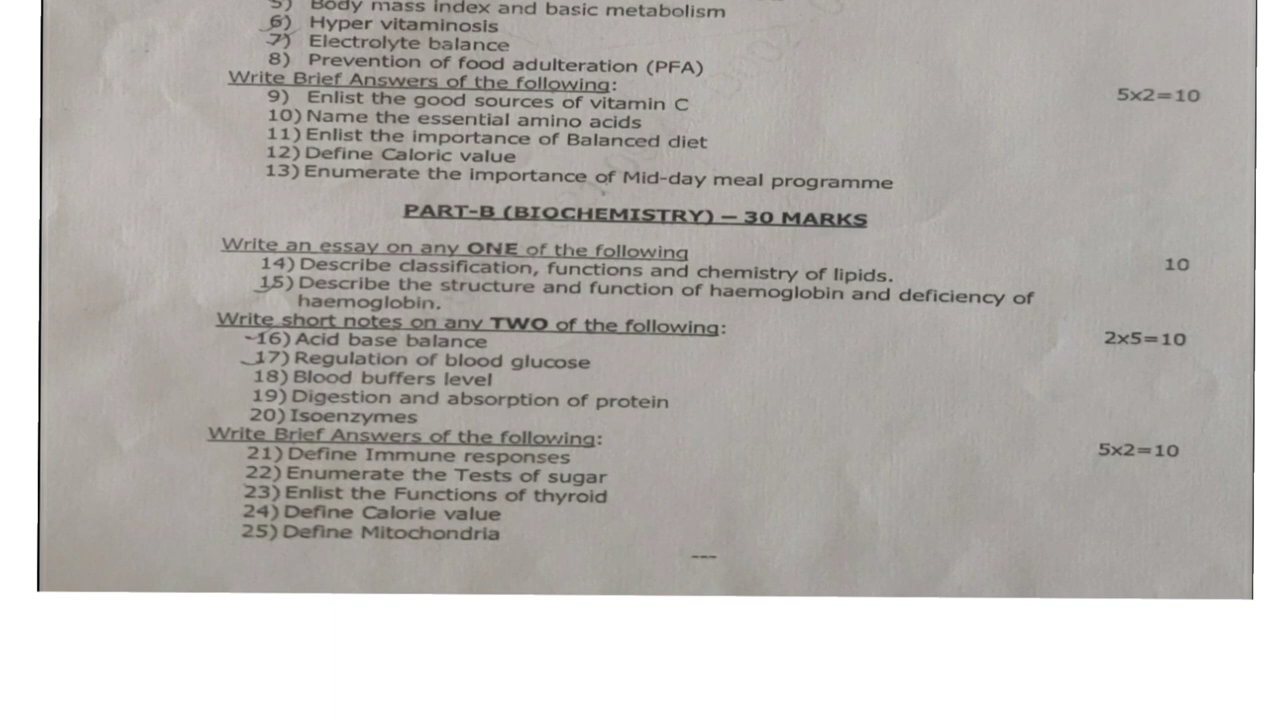 5) Body mass index and basic metabolism
6) Hyper vitaminosis
7) Electrolyte balance
8) Prevention of food adulteration (PFA)
Write Brief Answers of the following: 5x2=10
9) Enlist the good sources of vitamin C
10) Name the essential amino acids
11) Enlist the importance of Balanced diet
12) Define Caloric value
13) Enumerate the importance of Mid-day meal programme
PART-B (BIOCHEMISTRY) – 30 MARKS
Write an essay on any ONE of the following 10
14) Describe classification, functions and chemistry of lipids.
15) Describe the structure and function of haemoglobin and deficiency of
haemoglobin.
Write short notes on any TWO of the following: 2x5=10
16) Acid base balance
17) Regulation of blood glucose
18) Blood buffers level
19) Digestion and absorption of protein
20) Isoenzymes
Write Brief Answers of the following: 5x2=10
21) Define Immune responses
22) Enumerate the Tests of sugar
23) Enlist the Functions of thyroid
24) Define Calorie value
25) Define Mitochondria
---